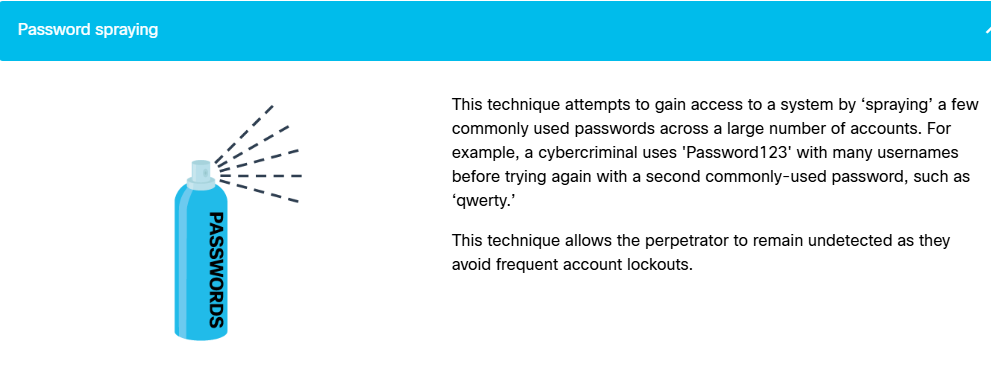 Password spraying
This technique attempts to gain access to a system by ‘spraying’ a few
commonly used passwords across a large number of accounts. For
example, a cybercriminal uses 'Password123' with many usernames
before trying again with a second commonly-used password, such as
‘qwerty.’
This technique allows the perpetrator to remain undetected as they
avoid frequent account lockouts.
PASSWORDS